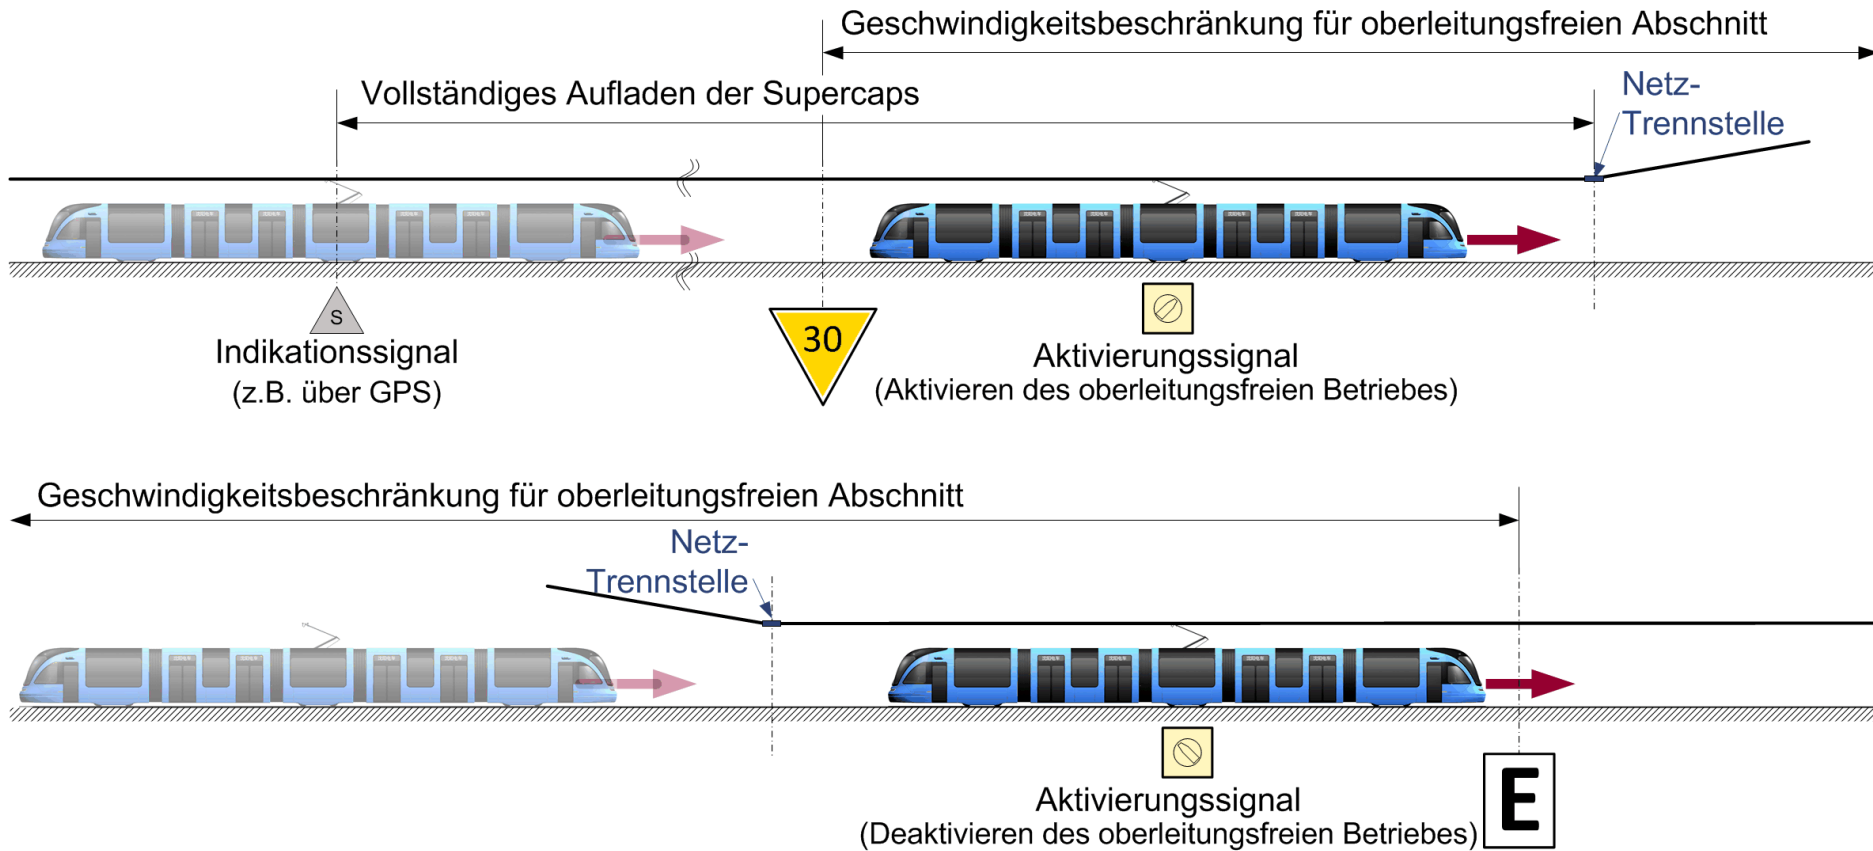 Geschwindigkeitsbeschränkung für oberleitungsfreien Abschnitt
Vollständiges Aufladen der Supercaps
Netz-
Trennstelle
S
Indikationssignal
(z.B. über GPS)
30
Aktivierungssignal
(Aktivieren des oberleitungsfreien Betriebes)
Geschwindigkeitsbeschränkung für oberleitungsfreien Abschnitt
Netz-
Trennstelle
Aktivierungssignal
(Deaktivieren des oberleitungsfreien Betriebes)
E